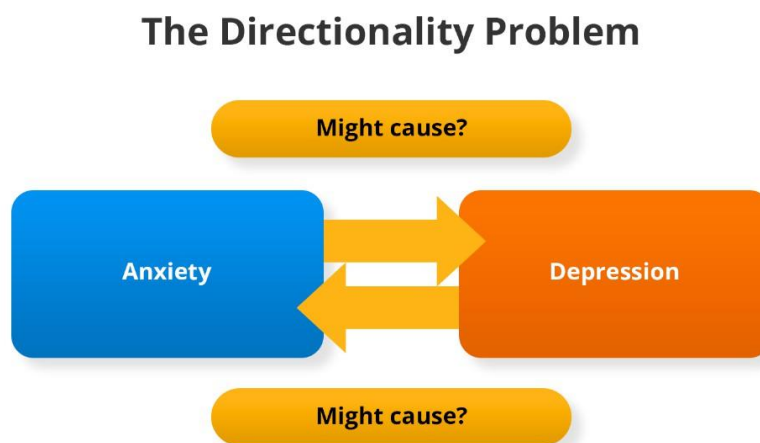 The Directionality Problem
Might cause?
Anxiety
Depression
Might cause?